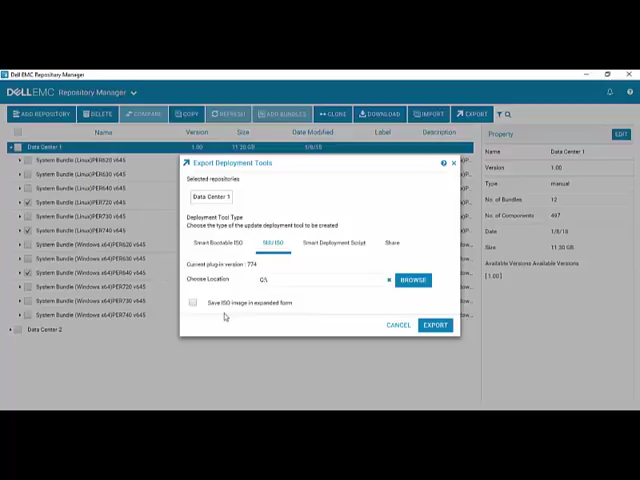 Dell EMC Repository Manager
DELLEMC Repository Manager
ADD REPOSITORY DELETE COMPARE COPY REFRESH ADD BUNDLES CLONE DOWNLOAD IMPORT EXPORT
Name Version Size Date Modified Label Description
Data Center 1 1.00 11.30 GB 1/8/18
System Bundle (Linux)PER620 v645
System Bundle (Linux)PER630 v645
System Bundle (Linux)PER640 v645
System Bundle (Linux)PER720 v645
System Bundle (Linux)PER730 v645
System Bundle (Linux)PER740 v645
System Bundle (Windows x64)PER620 v645
System Bundle (Windows x64)PER630 v645
System Bundle (Windows x64)PER640 v645
System Bundle (Windows x64)PER720 v645
System Bundle (Windows x64)PER730 v645
System Bundle (Windows x64)PER740 v645
Data Center 2
Export Deployment Tools
Selected repositories
Data Center 1
Deployment Tool Type
Choose the type of the update deployment tool to be created
Smart Bootable ISO SUU ISO Smart Deployment Script Share
Current plug-in version : 774
Choose Location G:\ BROWSE
Save ISO image in expanded form
CANCEL EXPORT
Property EDIT
Name Data Center 1
Version 1.00
Type manual
No. of Bundles 12
No. of Components 497
Date 1/8/18
Size 11.30 GB
Available Versions Available Versions
[ 1.00 ]